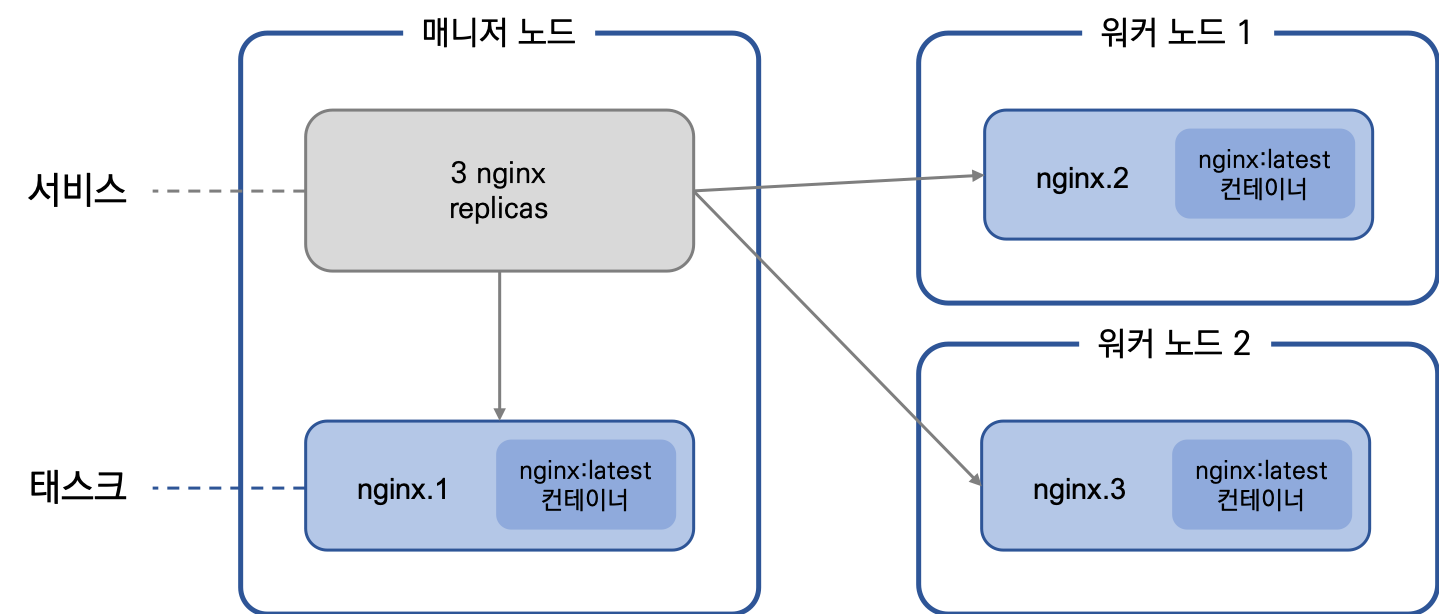 매니저 노드
워커 노드 1
서비스
3 nginx
replicas
nginx.2
nginx:latest
컨테이너
워커 노드 2
태스크
nginx.1
nginx:latest
컨테이너
nginx.3
nginx:latest
컨테이너